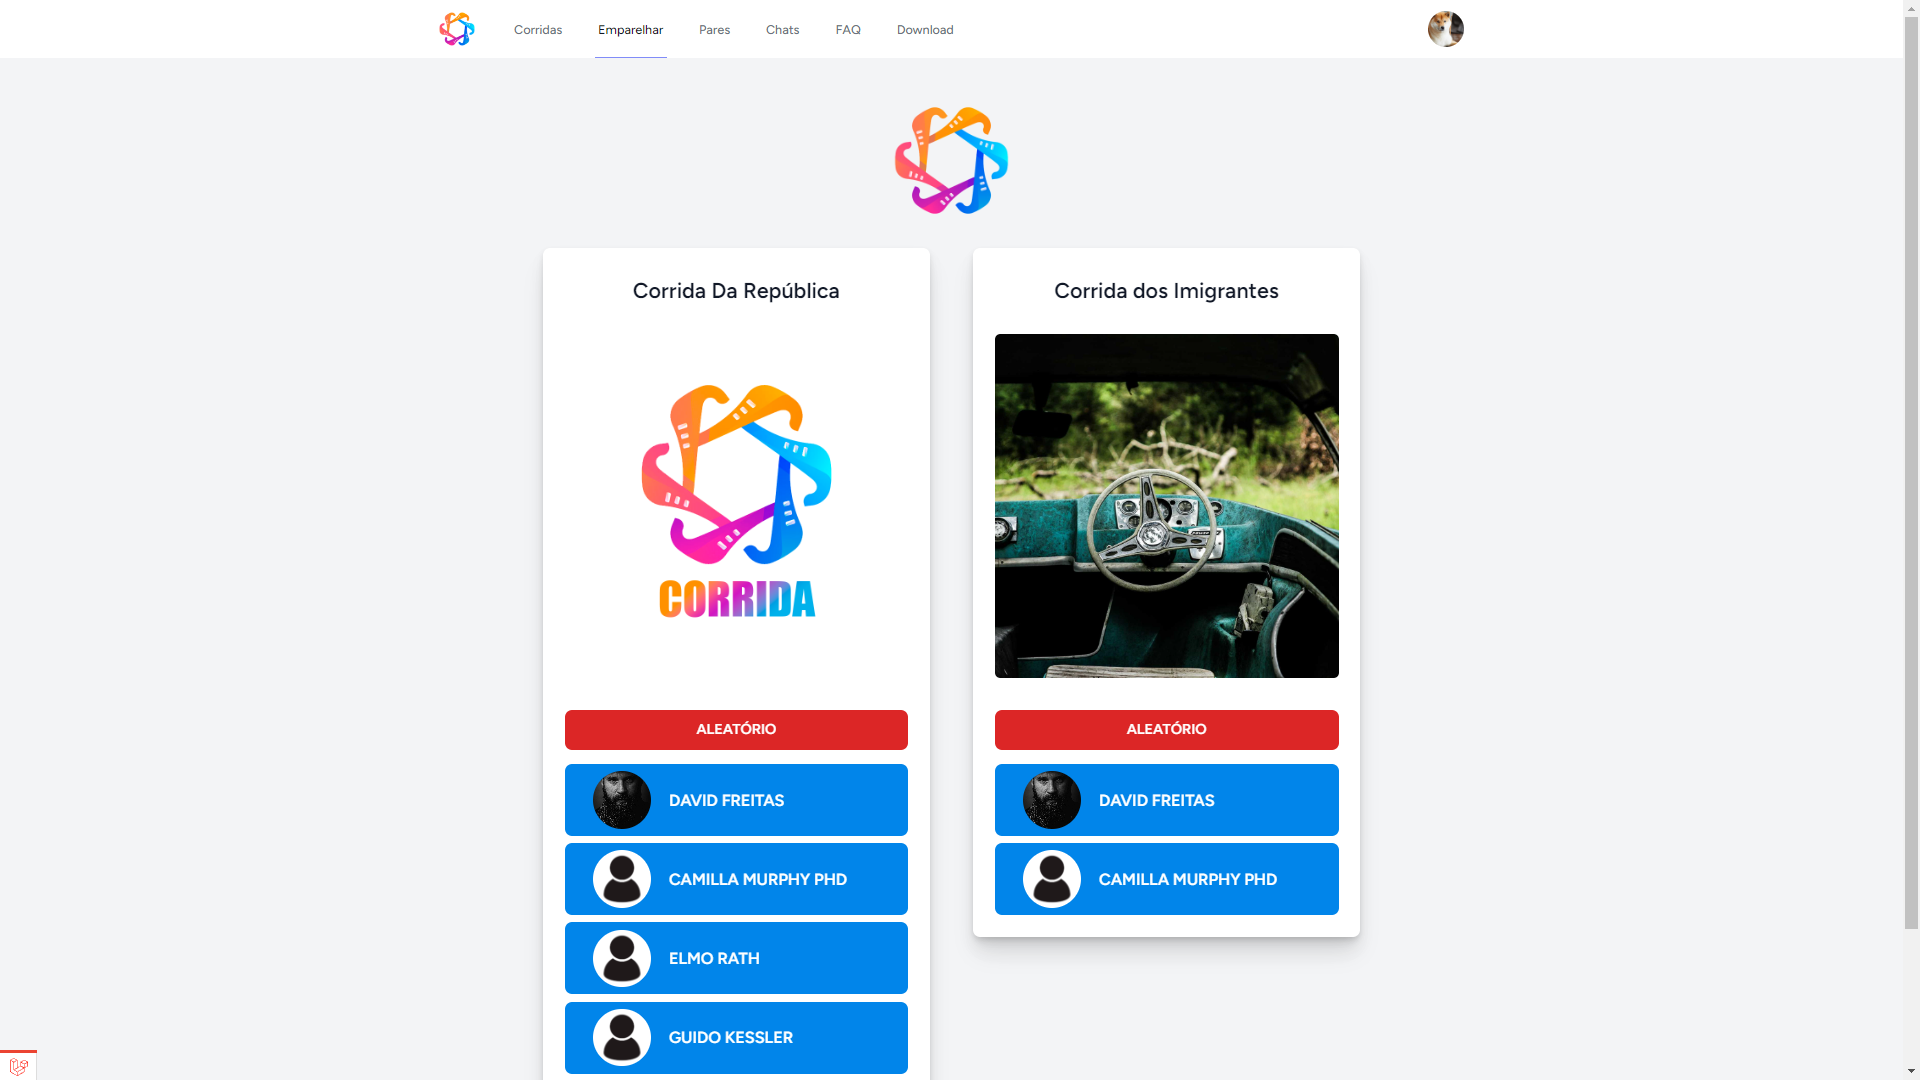 Corridas
Emparelhar
Pares
Chats
FAQ
Download
Corrida Da República
CORRIDA
ALEATÓRIO
DAVID FREITAS
CAMILLA MURPHY PHD
ELMO RATH
GUIDO KESSLER
Corrida dos Imigrantes
ALEATÓRIO
DAVID FREITAS
CAMILLA MURPHY PHD